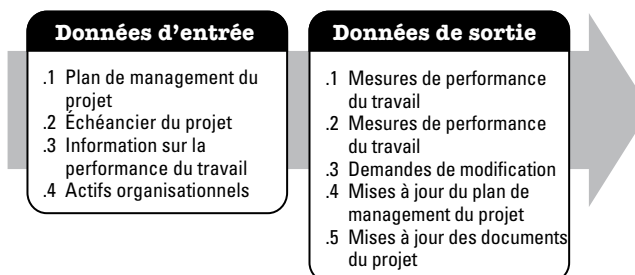 Données d'entrée
.1 Plan de management du
projet
.2 Échéancier du projet
.3 Information sur la
performance du travail
.4 Actifs organisationnels
Données de sortie
.1 Mesures de performance
du travail
.2 Mesures de performance
du travail
.3 Demandes de modification
.4 Mises à jour du plan de
management du projet
.5 Mises à jour des documents
du projet